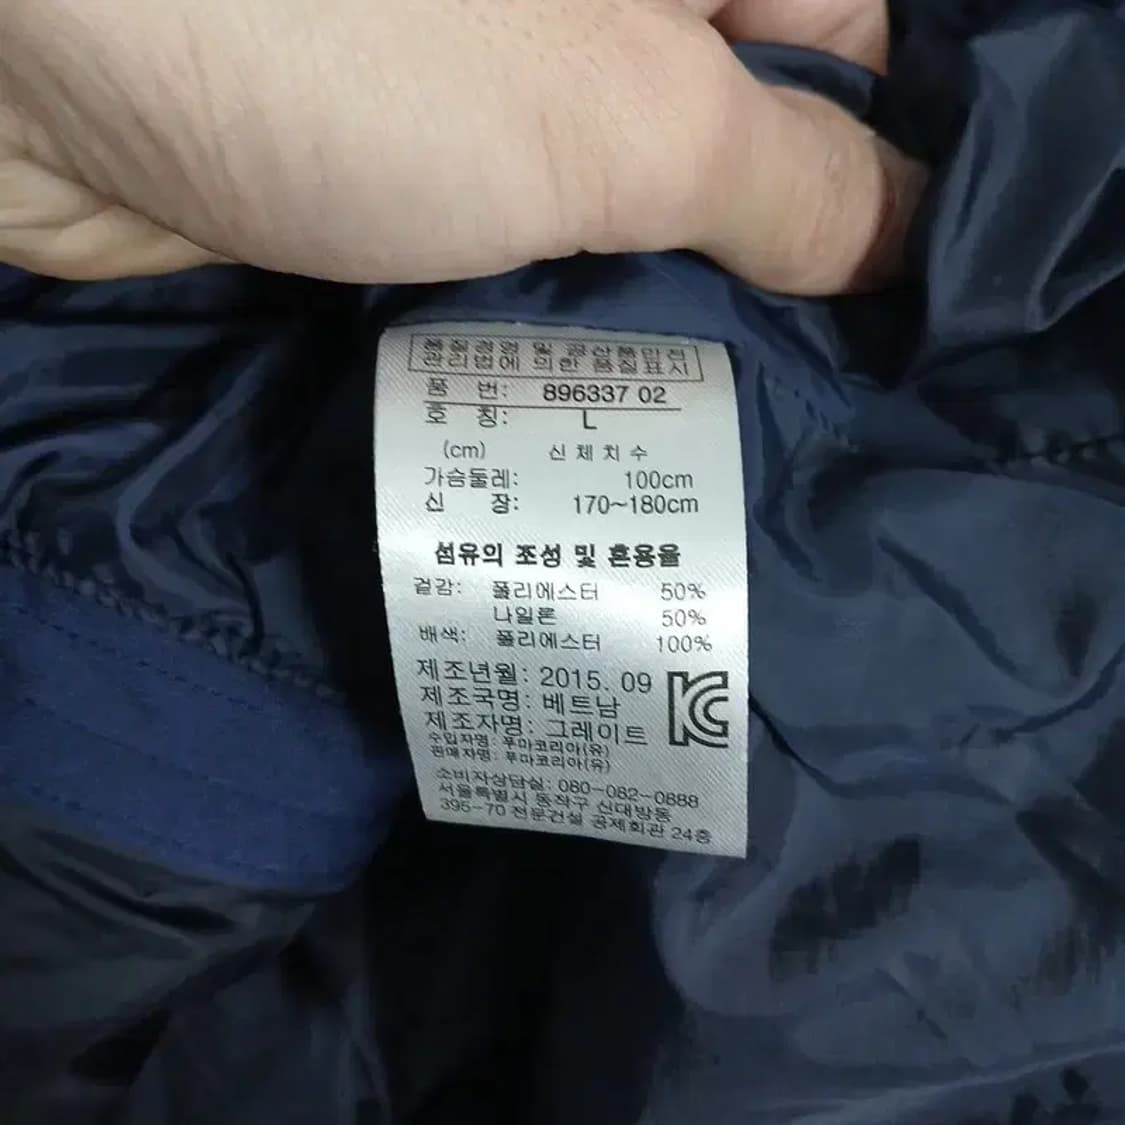 품질경영 및 공산품안전
관리법에 의한 품질표시
품 번: 896337 02
호 칭: L
(cm) 신체치수
가슴둘레: 100cm
신 장: 170~180cm
섬유의 조성 및 혼용율
겉감: 폴리에스터 50%
나일론 50%
배색: 폴리에스터 100%
제조년월: 2015. 09
제조국명: 베트남
제조자명: 그레이트
수입자명: 푸마코리아(유)
판매자명: 푸마코리아(유)
소비자상담실: 080-082-0888
서울특별시 동작구 신대방동
395-70 전문건설 공제회관 24층
KC